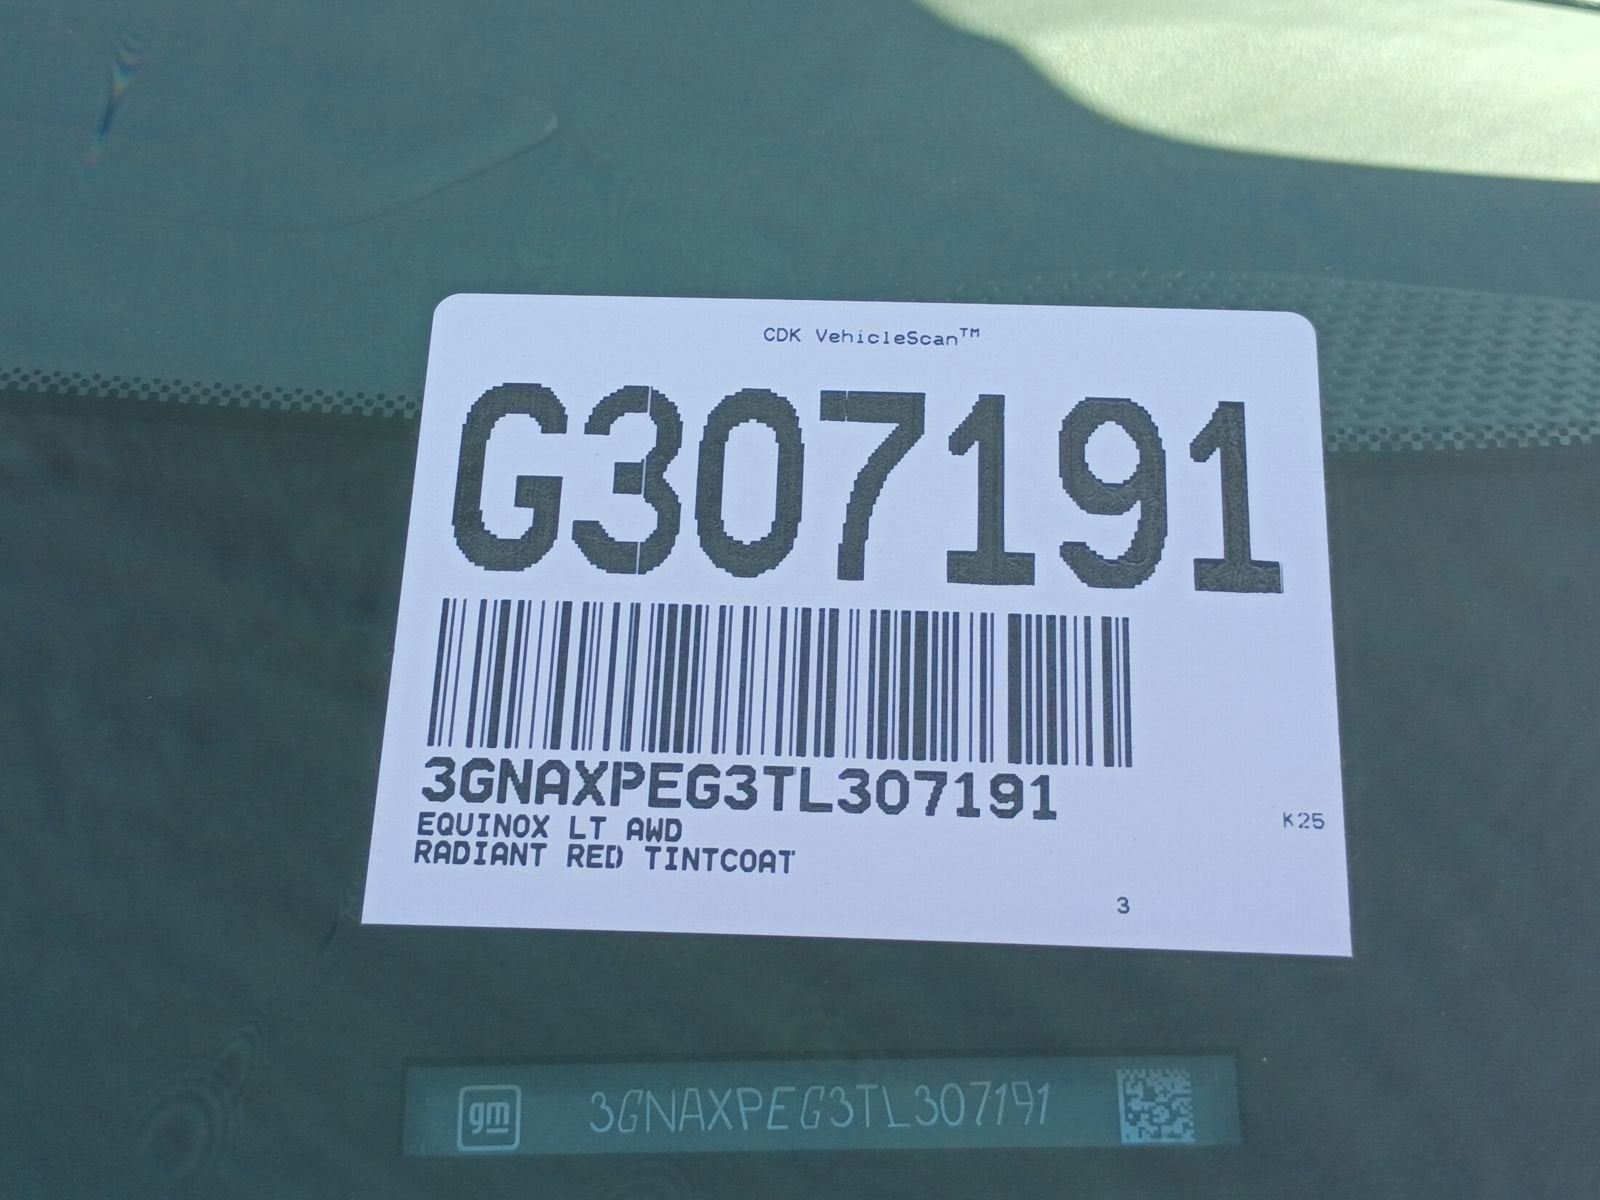 CDK VehicleScan™
G307191
3GNAXPEG3TL307191
EQUINOX LT AWD
RADIANT RED TINTCOAT
K25
3
gm 3GNAXPEG3TL307191